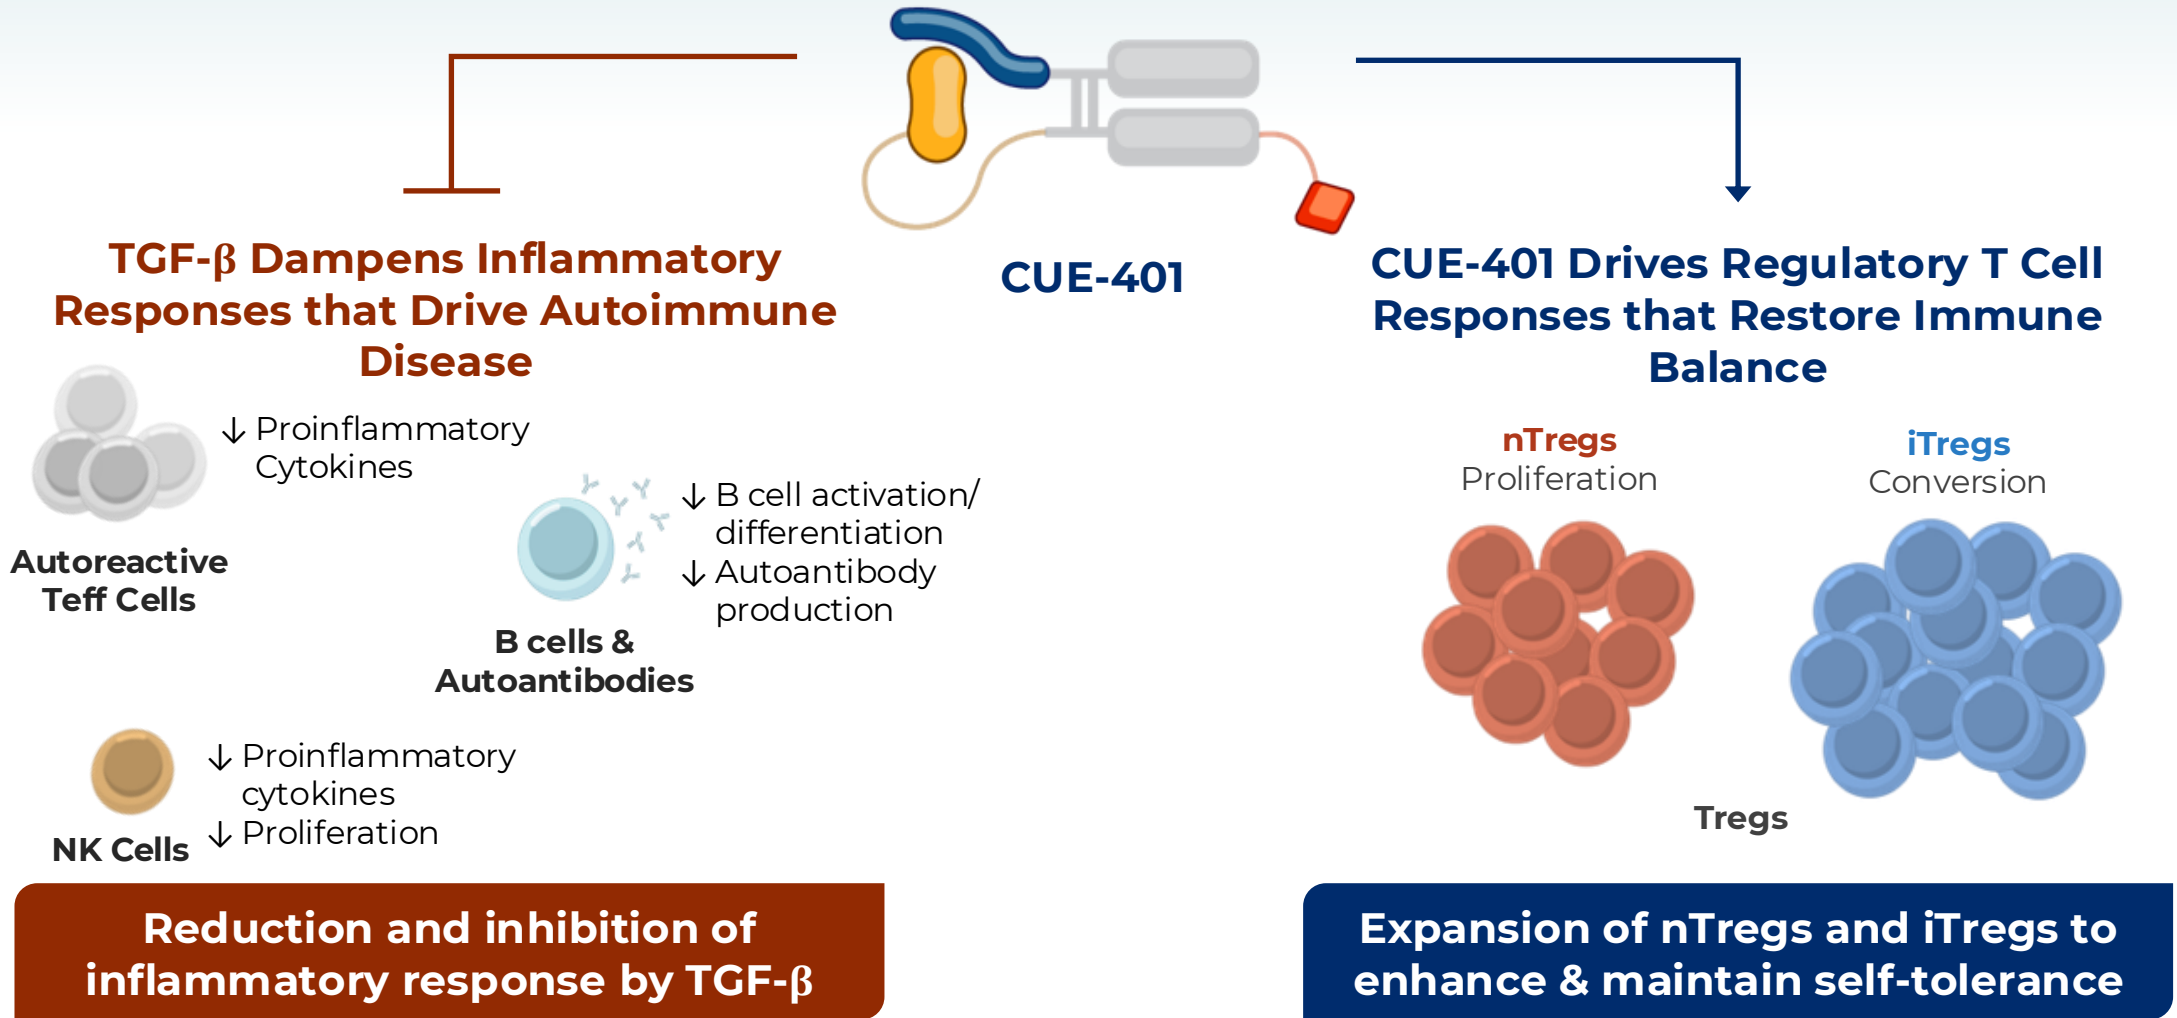 TGF-β Dampens Inflammatory
Responses that Drive Autoimmune
Disease
↓ Proinflammatory
Cytokines
Autoreactive
Teff Cells
↓ B cell activation/
differentiation
↓ Autoantibody
production
B cells &
Autoantibodies
↓ Proinflammatory
cytokines
↓ Proliferation
NK Cells
Reduction and inhibition of
inflammatory response by TGF-β
CUE-401
CUE-401 Drives Regulatory T Cell
Responses that Restore Immune
Balance
nTregs
Proliferation
iTregs
Conversion
Tregs
Expansion of nTregs and iTregs to
enhance & maintain self-tolerance